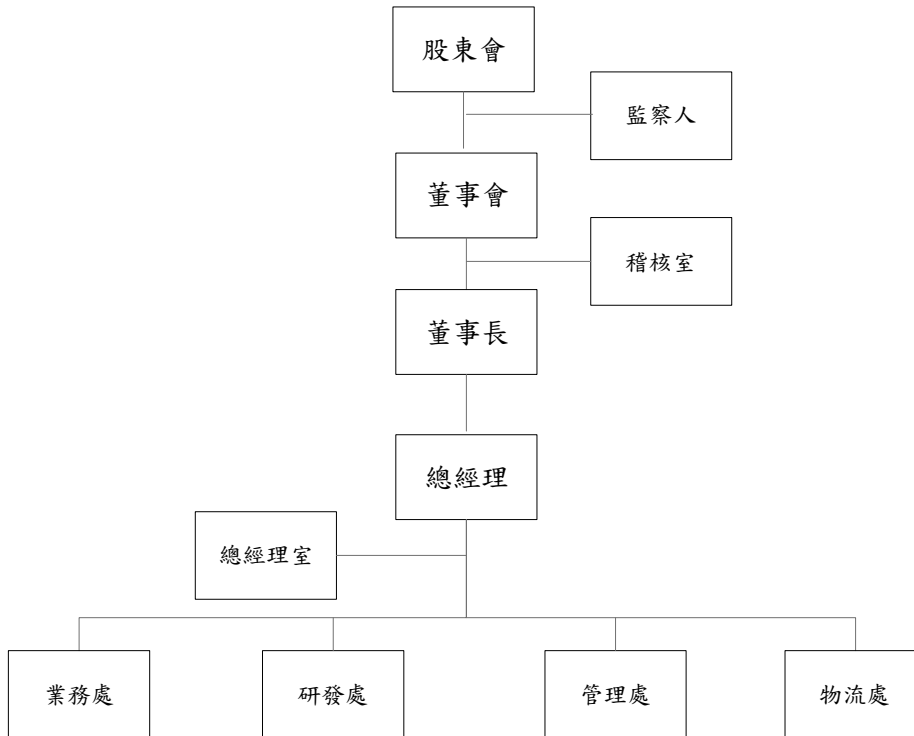 股東會
監察人
董事會
稽核室
董事長
總經理
總經理室
業務處
研發處
管理處
物流處